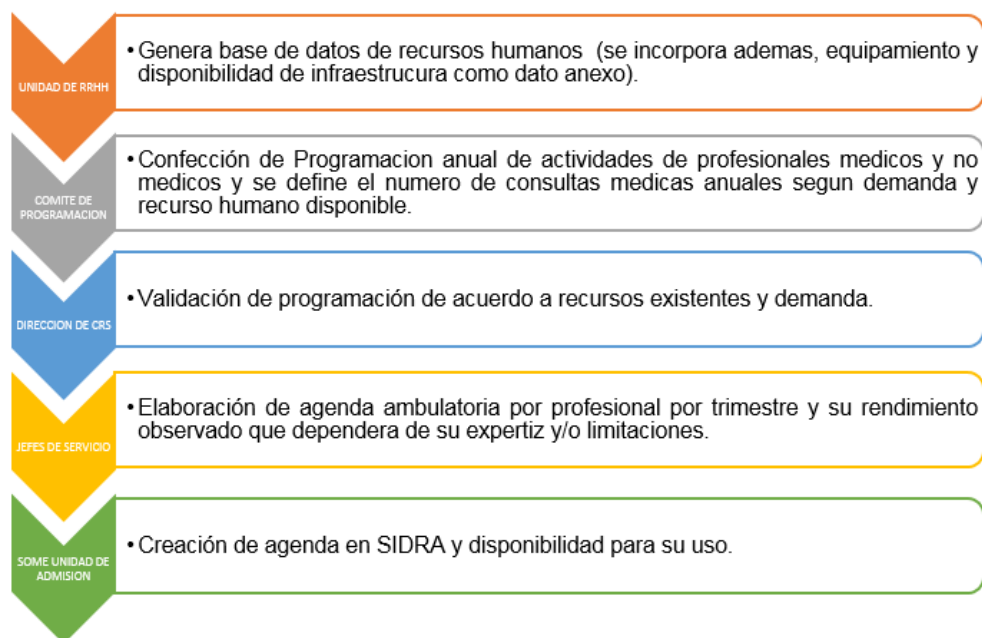 UNIDAD DE RRHH
• Genera base de datos de recursos humanos (se incorpora ademas, equipamiento y
disponibilidad de infraestrucura como dato anexo).
COMITE DE
PROGRAMACION
• Confección de Programacion anual de actividades de profesionales medicos y no
medicos y se define el numero de consultas medicas anuales segun demanda y
recurso humano disponible.
DIRECCION DE CRS
• Validación de programación de acuerdo a recursos existentes y demanda.
JEFES DE SERVICIO
• Elaboración de agenda ambulatoria por profesional por trimestre y su rendimiento
observado que dependera de su expertiz y/o limitaciones.
SOME UNIDAD DE
ADMISION
• Creación de agenda en SIDRA y disponibilidad para su uso.